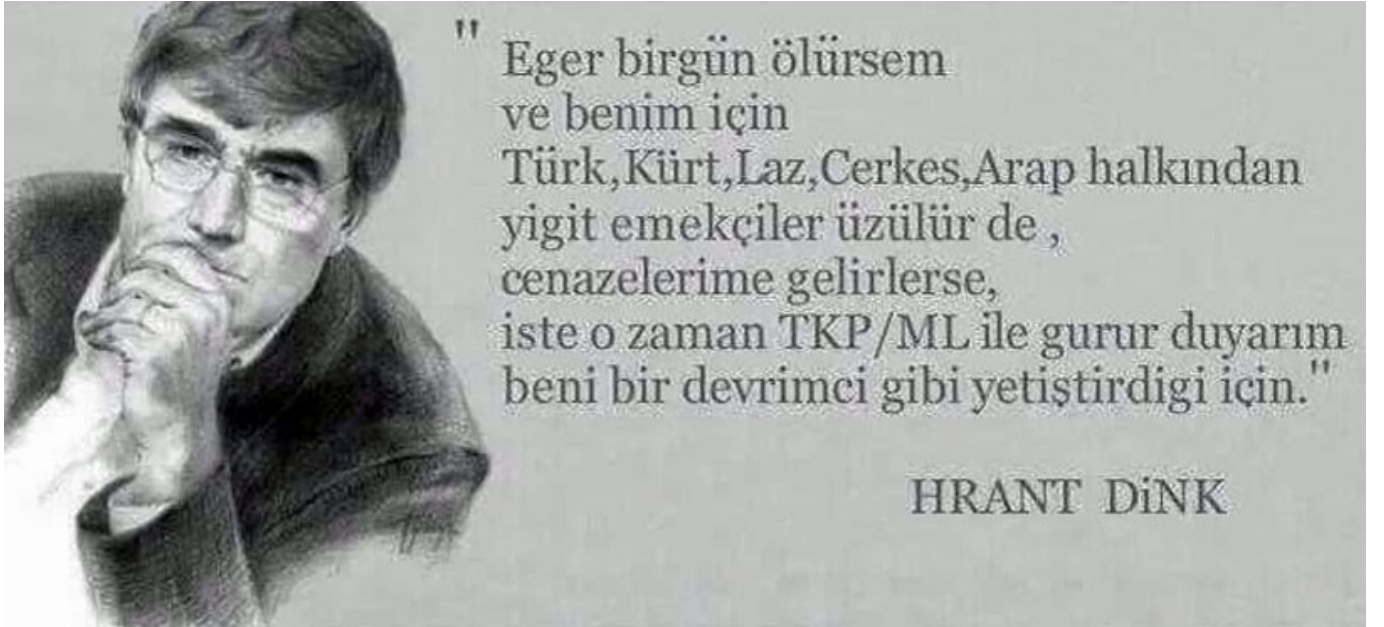 " Eger birgün ölürsem
ve benim için
Türk,Kürt,Laz,Cerkes,Arap halkından
yigit emekçiler üzülür de ,
cenazelerime gelirlerse,
iste o zaman TKP/ML ile gurur duyarım
beni bir devrimci gibi yetiştirdigi için."
HRANT DiNK